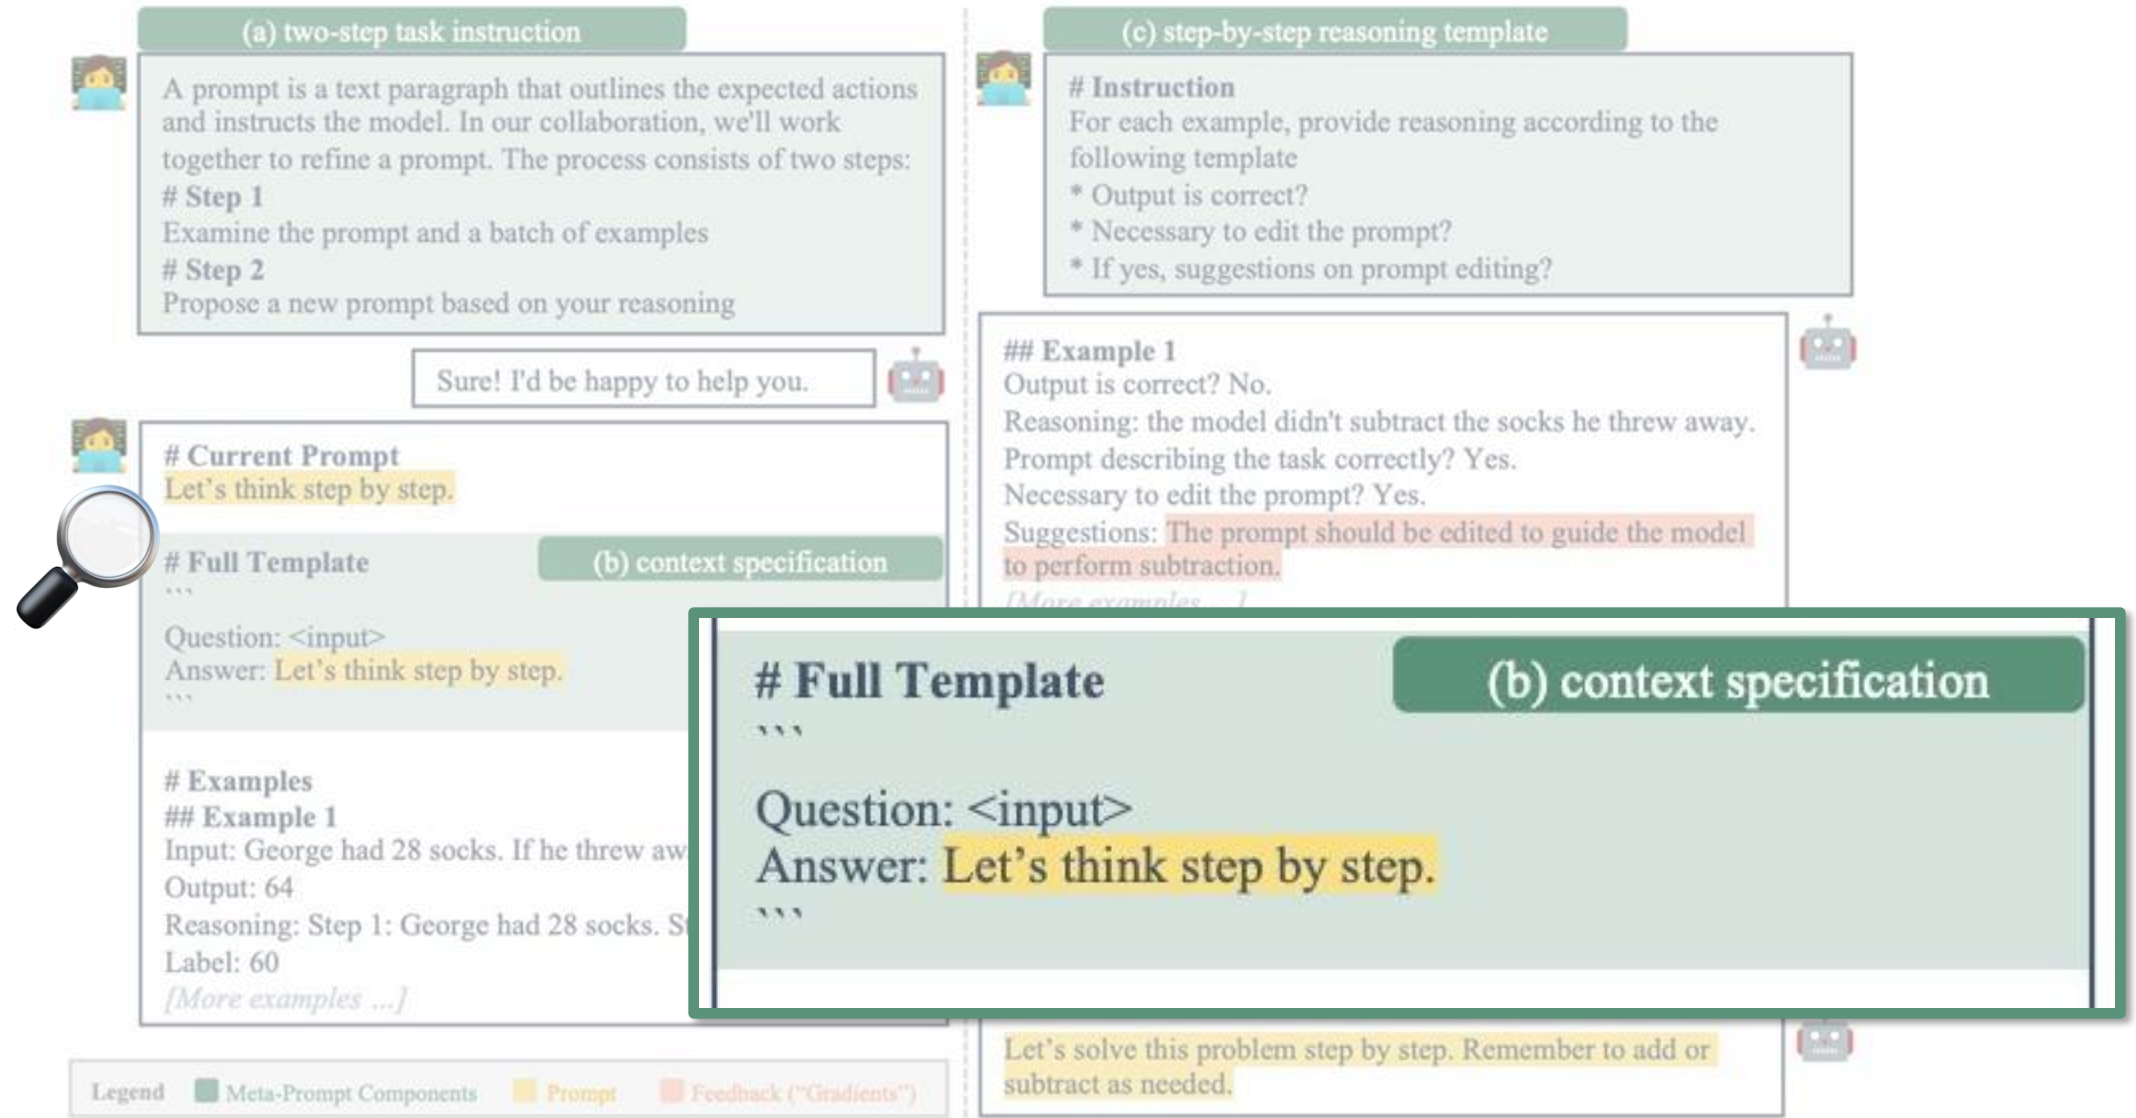 (a) two-step task instruction
A prompt is a text paragraph that outlines the expected actions
and instructs the model. In our collaboration, we'll work
together to refine a prompt. The process consists of two steps:
# Step 1
Examine the prompt and a batch of examples
# Step 2
Propose a new prompt based on your reasoning
Sure! I'd be happy to help you.
# Current Prompt
Let’s think step by step.
# Full Template
(b) context specification
```
Question: <input>
Answer: Let’s think step by step.
```
# Examples
## Example 1
Input: George had 28 socks. If he threw
Output: 64
Reasoning: Step 1: George had 28 socks.
Label: 60
[More examples ...]
Legend
Meta-Prompt Components
Prompt
Feedback (“Gradients”)
(c) step-by-step reasoning template
# Instruction
For each example, provide reasoning according to the
following template
* Output is correct?
* Necessary to edit the prompt?
* If yes, suggestions on prompt editing?
## Example 1
Output is correct? No.
Reasoning: the model didn't subtract the socks he threw away.
Prompt describing the task correctly? Yes.
Necessary to edit the prompt? Yes.
Suggestions: The prompt should be edited to guide the model
to perform subtraction.
[More examples ...]
# Full Template
(b) context specification
```
Question: <input>
Answer: Let’s think step by step.
```
Let’s solve this problem step by step. Remember to add or
subtract as needed.